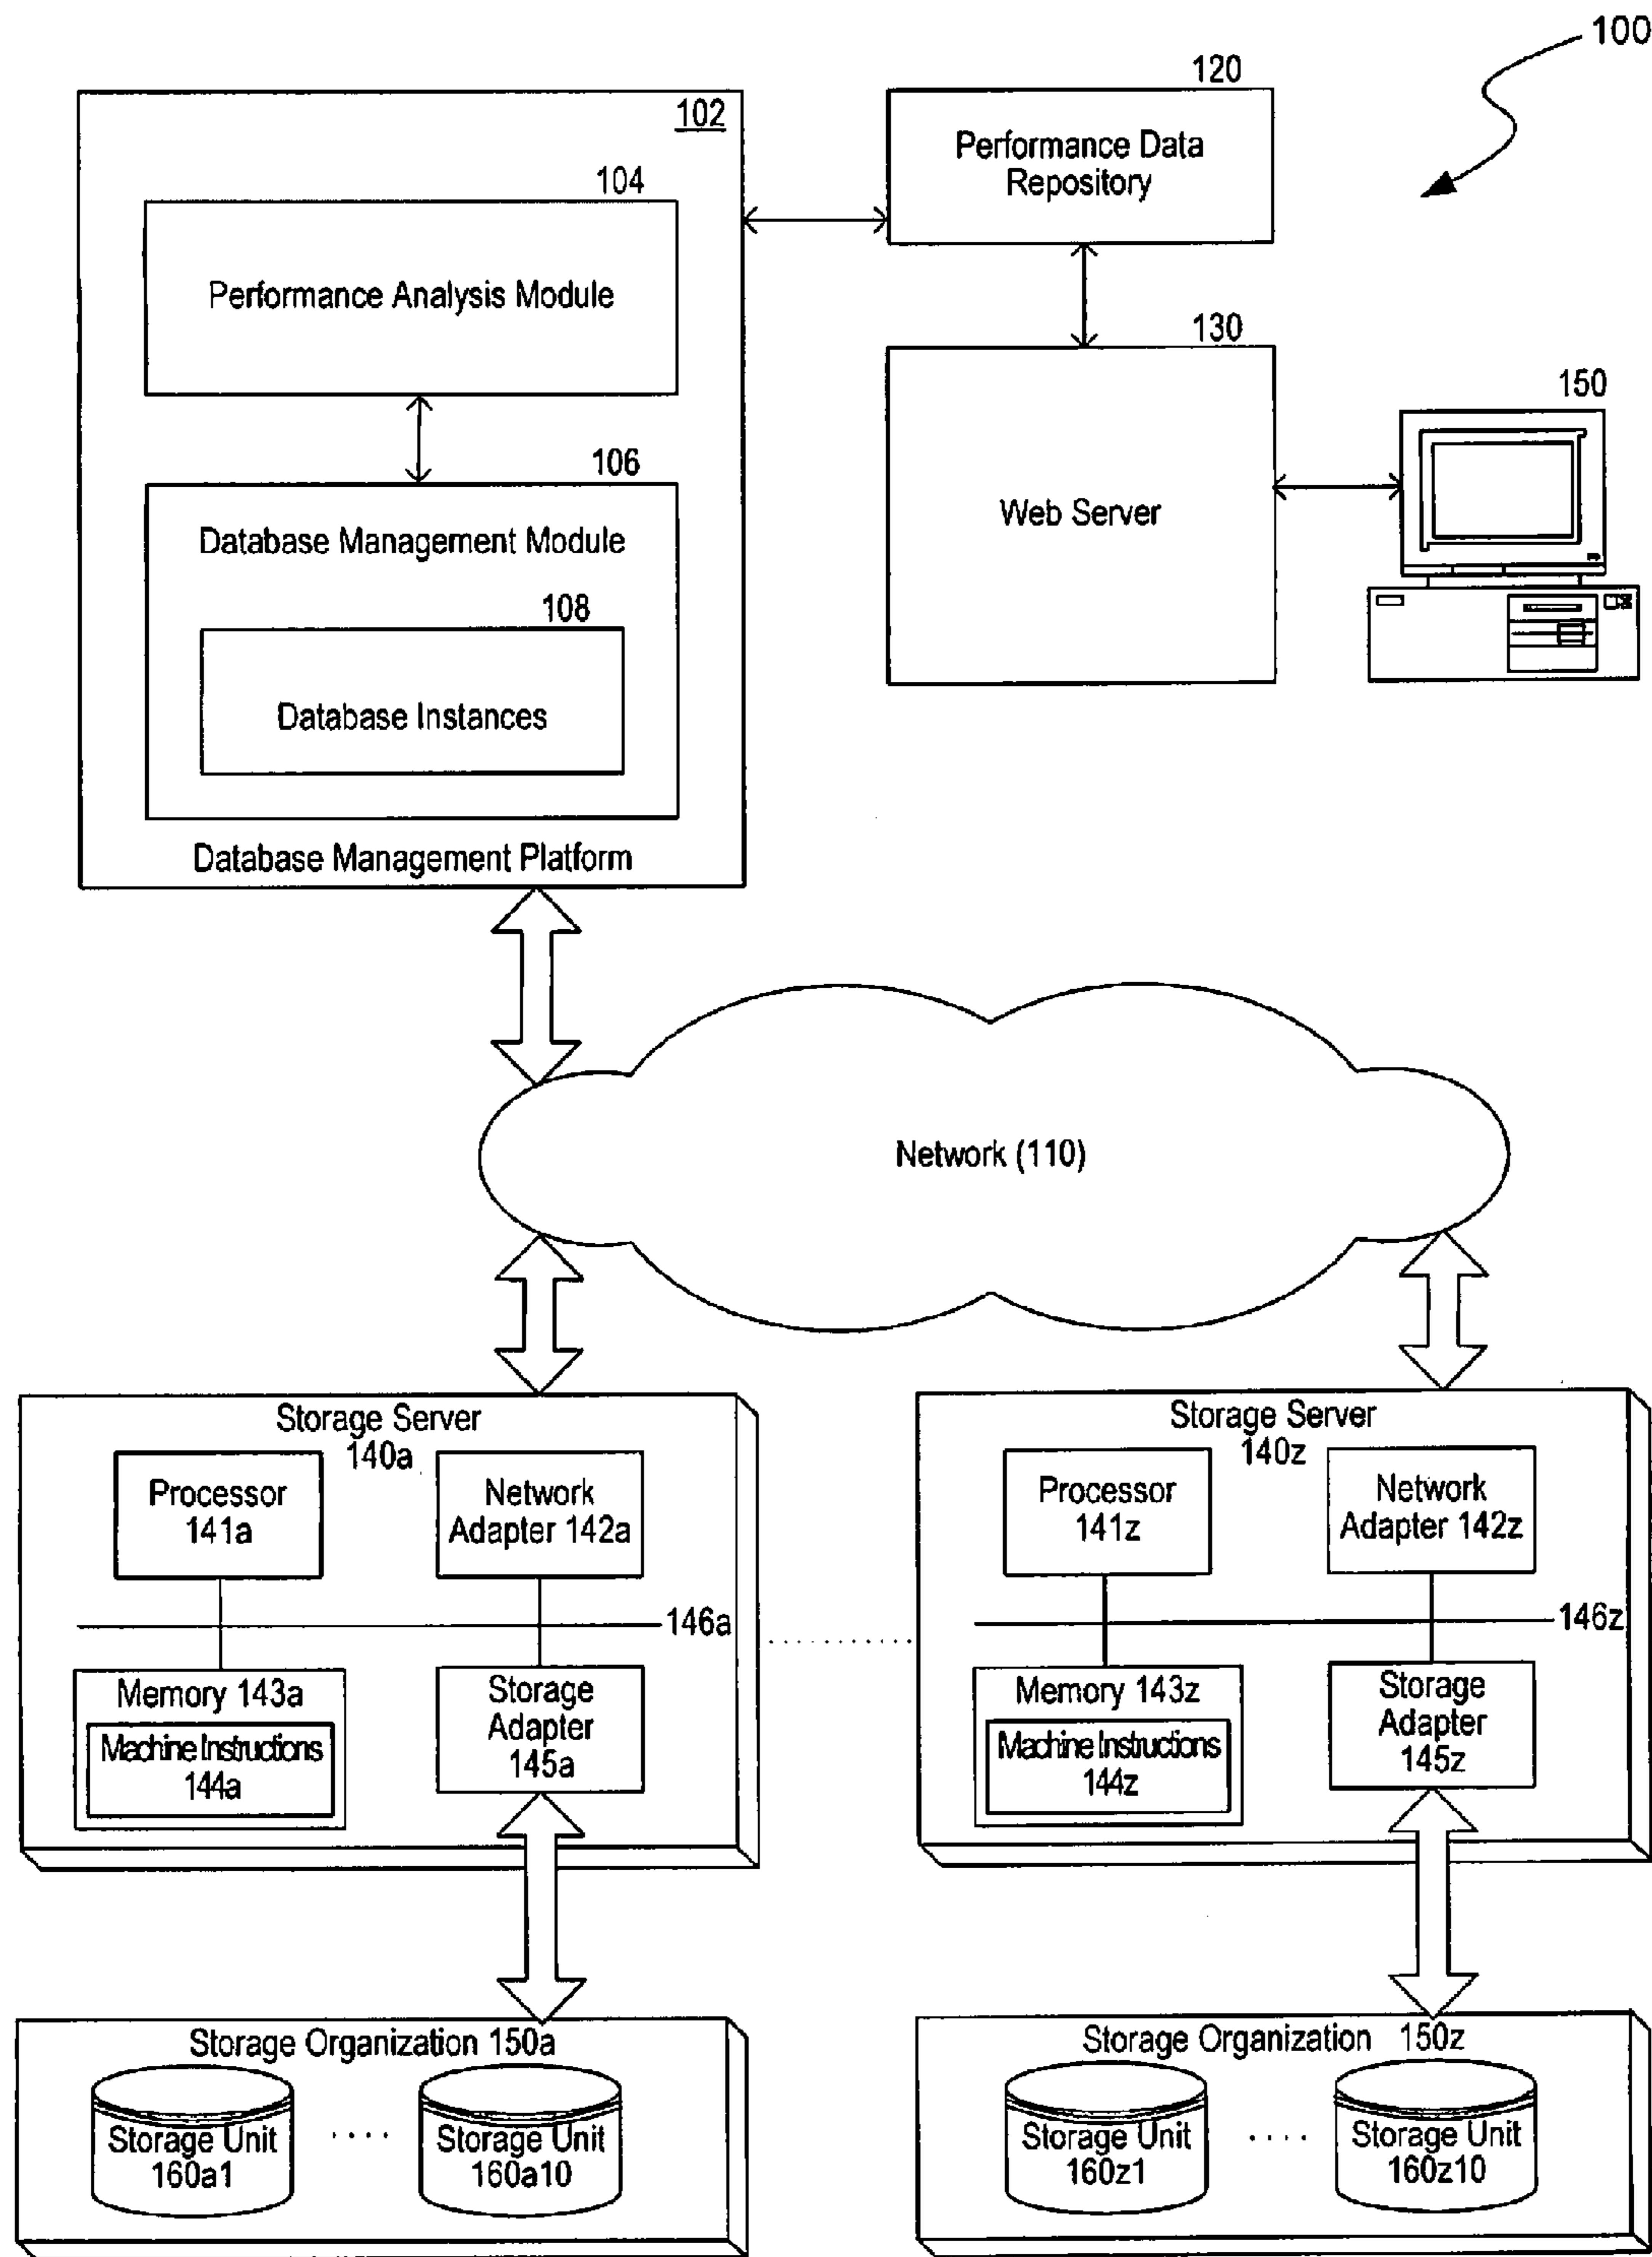 100
102
104
Performance Analysis Module
106
Database Management Module
108
Database Instances
Database Management Platform
120
Performance Data
Repository
130
Web Server
150
Network (110)
Storage Server
140a
Processor
141a
Network
Adapter 142a
146a
Memory 143a
Machine Instructions
144a
Storage
Adapter
145a
Storage Server
140z
Processor
141z
Network
Adapter 142z
146z
Memory 143z
Machine Instructions
144z
Storage
Adapter
145z
Storage Organization 150a
Storage Unit
160a1
Storage Unit
160a10
Storage Organization 150z
Storage Unit
160z1
Storage Unit
160z10